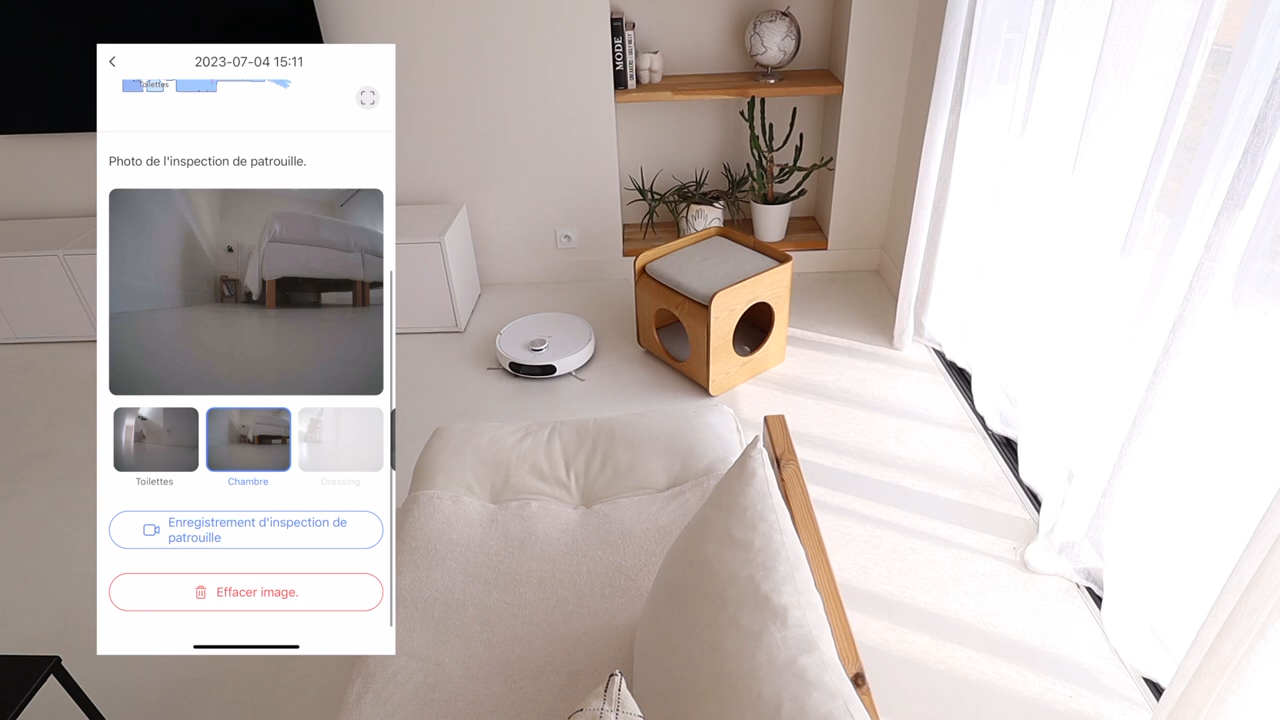 2023-07-04 15:11
Toilettes
Photo de l'inspection de patrouille.
Toilettes
Chambre
Dressing
Enregistrement d'inspection de
patrouille
Effacer image.
MODE